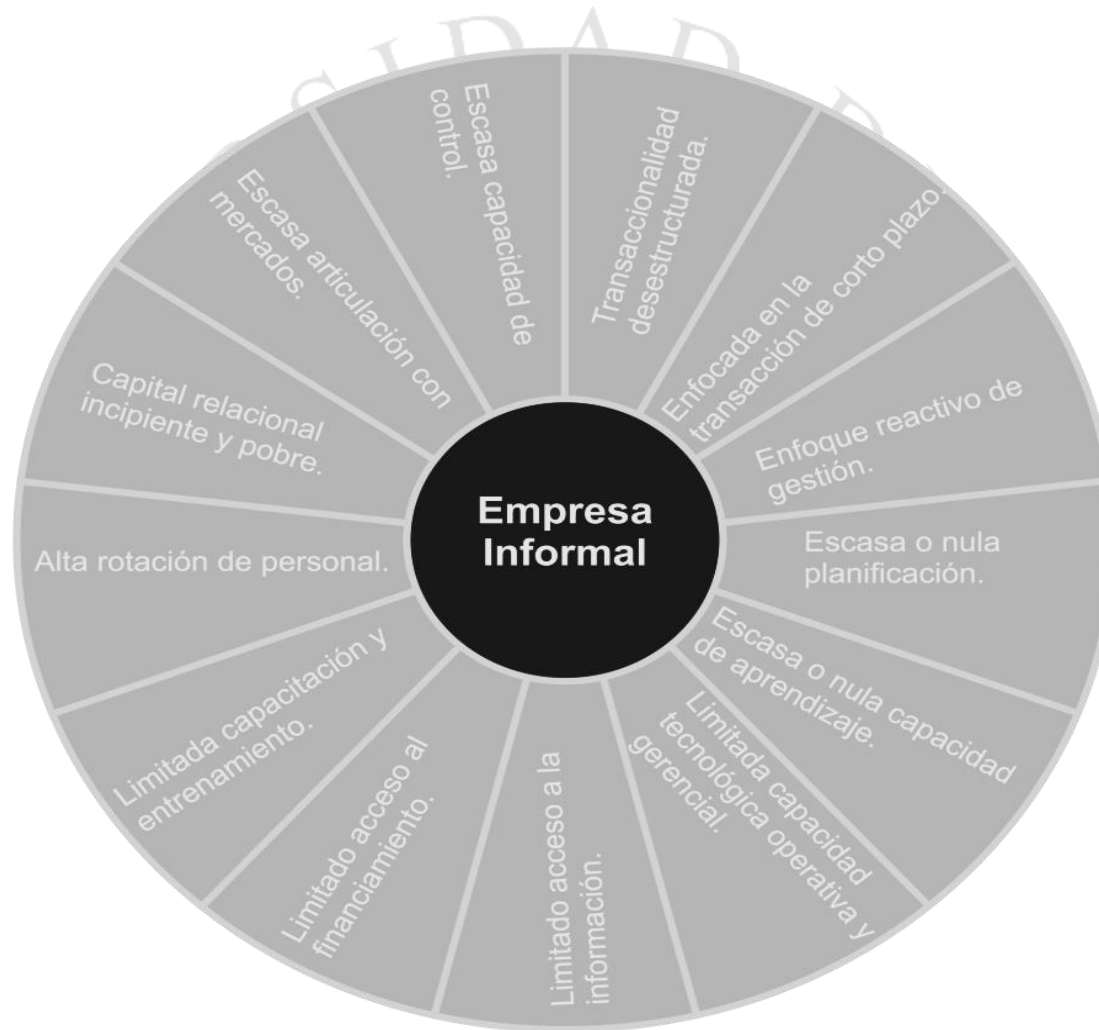 SIDAD
Empresa
Informal
Transaccionalidad
desestructurada.
Enfocada en la
transacción de corto plazo.
Enfoque reactivo de
gestión.
Escasa o nula
planificación.
Escasa o nula capacidad
de aprendizaje.
Limitada capacidad
tecnológica operativa y
gerencial.
Limitado acceso a la
información.
Limitado acceso al
financiamiento.
Limitada capacitación y
entrenamiento.
Alta rotación de personal.
Capital relacional
incipiente y pobre.
Escasa articulación con
mercados.
Escasa capacidad de
control.